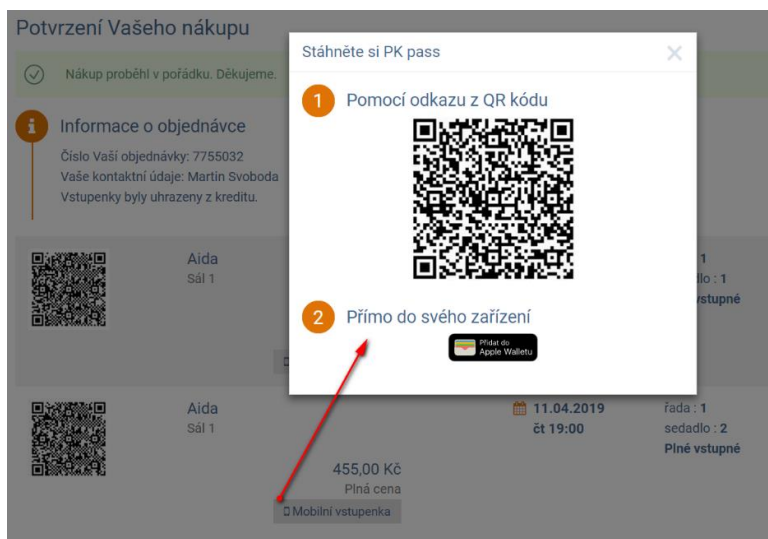 Potvrzení Vašeho nákupu
Nákup proběhl v pořádku. Děkujeme.
Informace o objednávce
Číslo Vaší objednávky: 7755032
Vaše kontaktní údaje: Martin Svoboda
Vstupenky byly uhrazeny z kreditu.
Stáhněte si PK pass
1 Pomocí odkazu z QR kódu
2 Přímo do svého zařízení
Přidat do
Apple Walletu
Aida
Sál 1
1
: 1
vstupné
Aida
Sál 1
11.04.2019
čt 19:00
řada : 1
sedadlo : 2
Plné vstupné
455,00 Kč
Plná cena
Mobilní vstupenka